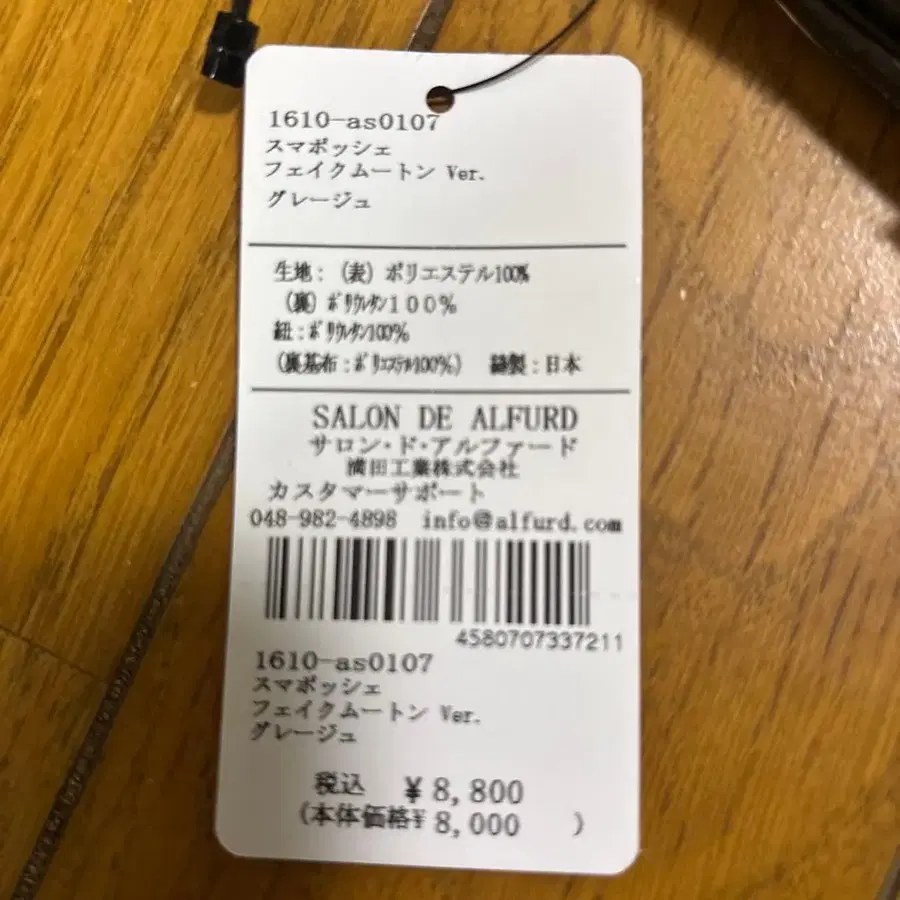 1610-as0107
スマポッシェ
フェイクムートン Ver.
グレージュ
生地：（表）ポリエステル100%
（裏）ポリウレタン100%
紐：ポリウレタン100%
（裏基布：ポリエステル100%） 縫製：日本
SALON DE ALFURD
サロン・ド・アルファード
濱田工業株式会社
カスタマーサポート
048-982-4898 info@alfurd.com
4580707337211
1610-as0107
スマポッシェ
フェイクムートン Ver.
グレージュ
税込 ¥8,800
(本体価格¥8,000 )